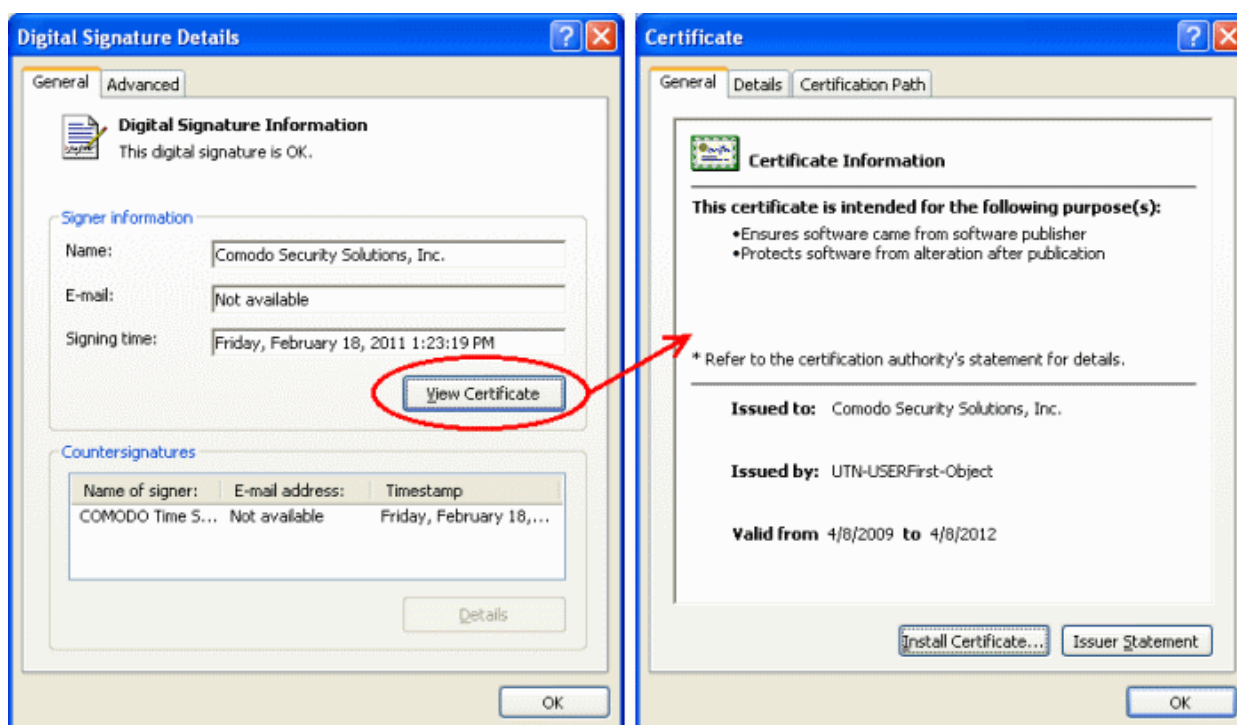 Digital Signature Details
General
Advanced
Digital Signature Information
This digital signature is OK.
Signer information
Name:
Comodo Security Solutions, Inc.
E-mail:
Not available
Signing time:
Friday, February 18, 2011 1:23:19 PM
View Certificate
Countersignatures
Name of signer: E-mail address: Timestamp
COMODO Time S... Not available Friday, February 18,...
Details
OK
Certificate
General
Details
Certification Path
Certificate Information
This certificate is intended for the following purpose(s):
•Ensures software came from software publisher
•Protects software from alteration after publication
* Refer to the certification authority's statement for details.
Issued to: Comodo Security Solutions, Inc.
Issued by: UTN-USERFirst-Object
Valid from 4/8/2009 to 4/8/2012
Install Certificate...
Issuer Statement
OK